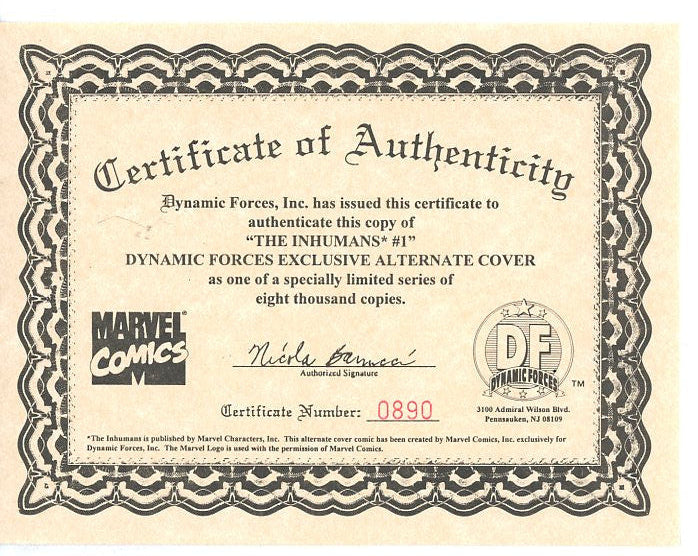 Certificate of Authenticity
Dynamic Forces, Inc. has issued this certificate to
authenticate this copy of
“THE INHUMANS* #1”
DYNAMIC FORCES EXCLUSIVE ALTERNATE COVER
as one of a specially limited series of
eight thousand copies.
MARVEL®
COMICS
Authorized Signature
DF
DYNAMIC FORCES
TM
Certificate Number: 0890
3100 Admiral Wilson Blvd.
Pennsauken, NJ 08109
*The Inhumans is published by Marvel Characters, Inc. This alternate cover comic has been created by Marvel Comics, Inc. exclusively for
Dynamic Forces, Inc. The Marvel Logo is used with the permission of Marvel Comics.